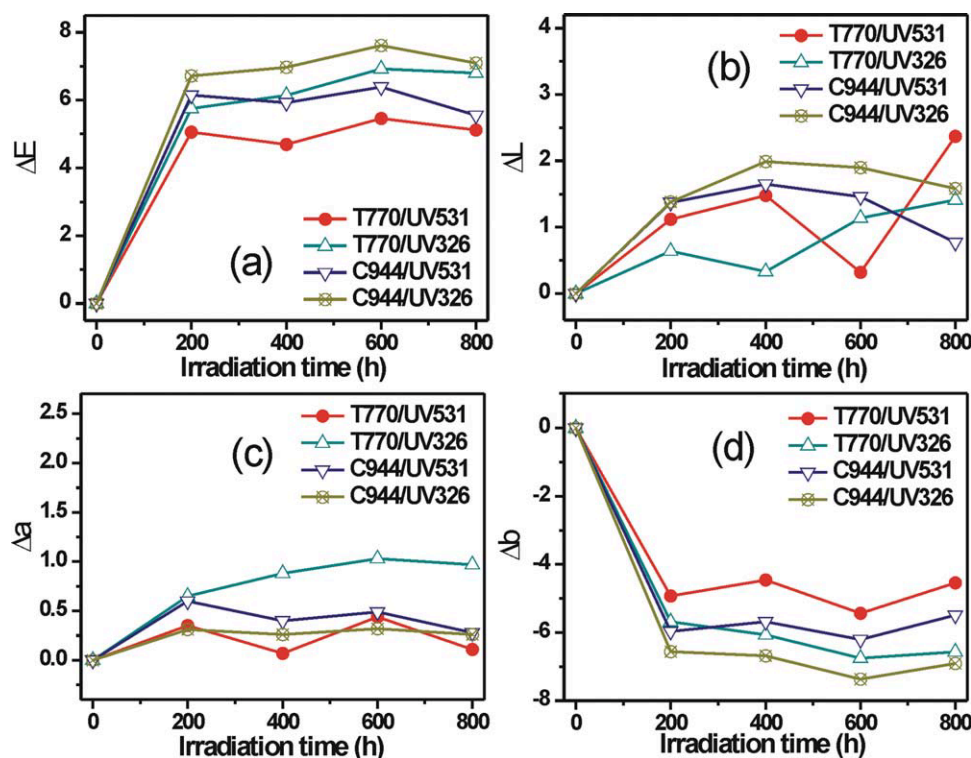 ΔE
8
6
4
2
0
(a)
T770/UV531
T770/UV326
C944/UV531
C944/UV326
0 200 400 600 800
Irradiation time (h)
ΔL
4
3
2
1
0
(b)
T770/UV531
T770/UV326
C944/UV531
C944/UV326
0 200 400 600 800
Irradiation time (h)
Δa
2.5
2.0
1.5
1.0
0.5
0.0
(c)
T770/UV531
T770/UV326
C944/UV531
C944/UV326
0 200 400 600 800
Irradiation time (h)
Δb
0
-2
-4
-6
-8
(d)
T770/UV531
T770/UV326
C944/UV531
C944/UV326
0 200 400 600 800
Irradiation time (h)